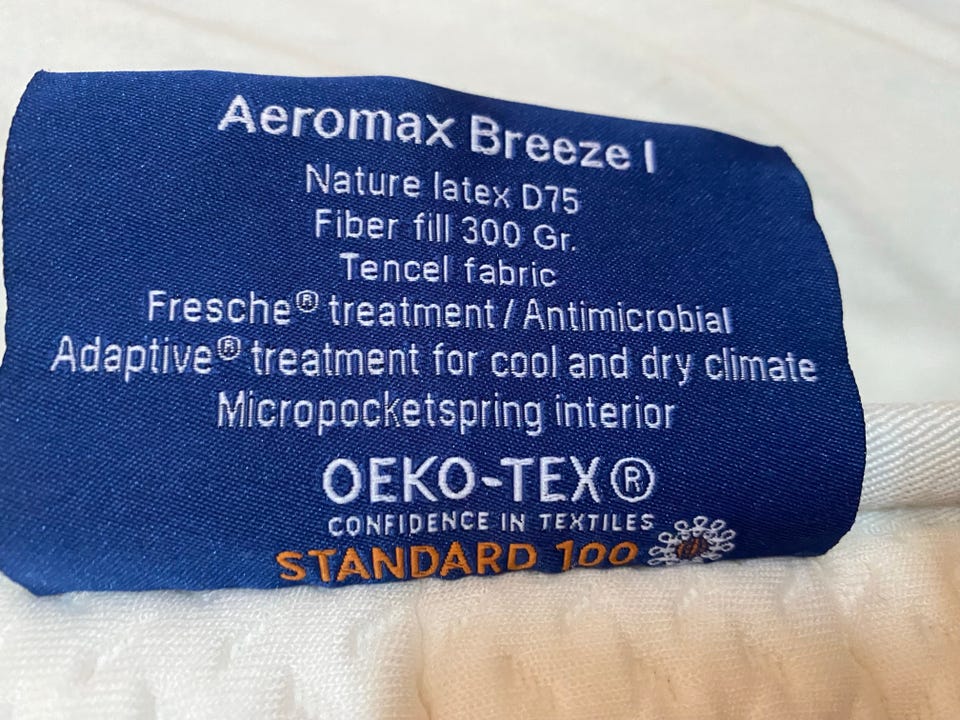 Aeromax Breeze I
Nature latex D75
Fiber fill 300 Gr.
Tencel fabric
Fresche® treatment / Antimicrobial
Adaptive® treatment for cool and dry climate
Micropocketspring interior
OEKO-TEX®
CONFIDENCE IN TEXTILES
STANDARD 100